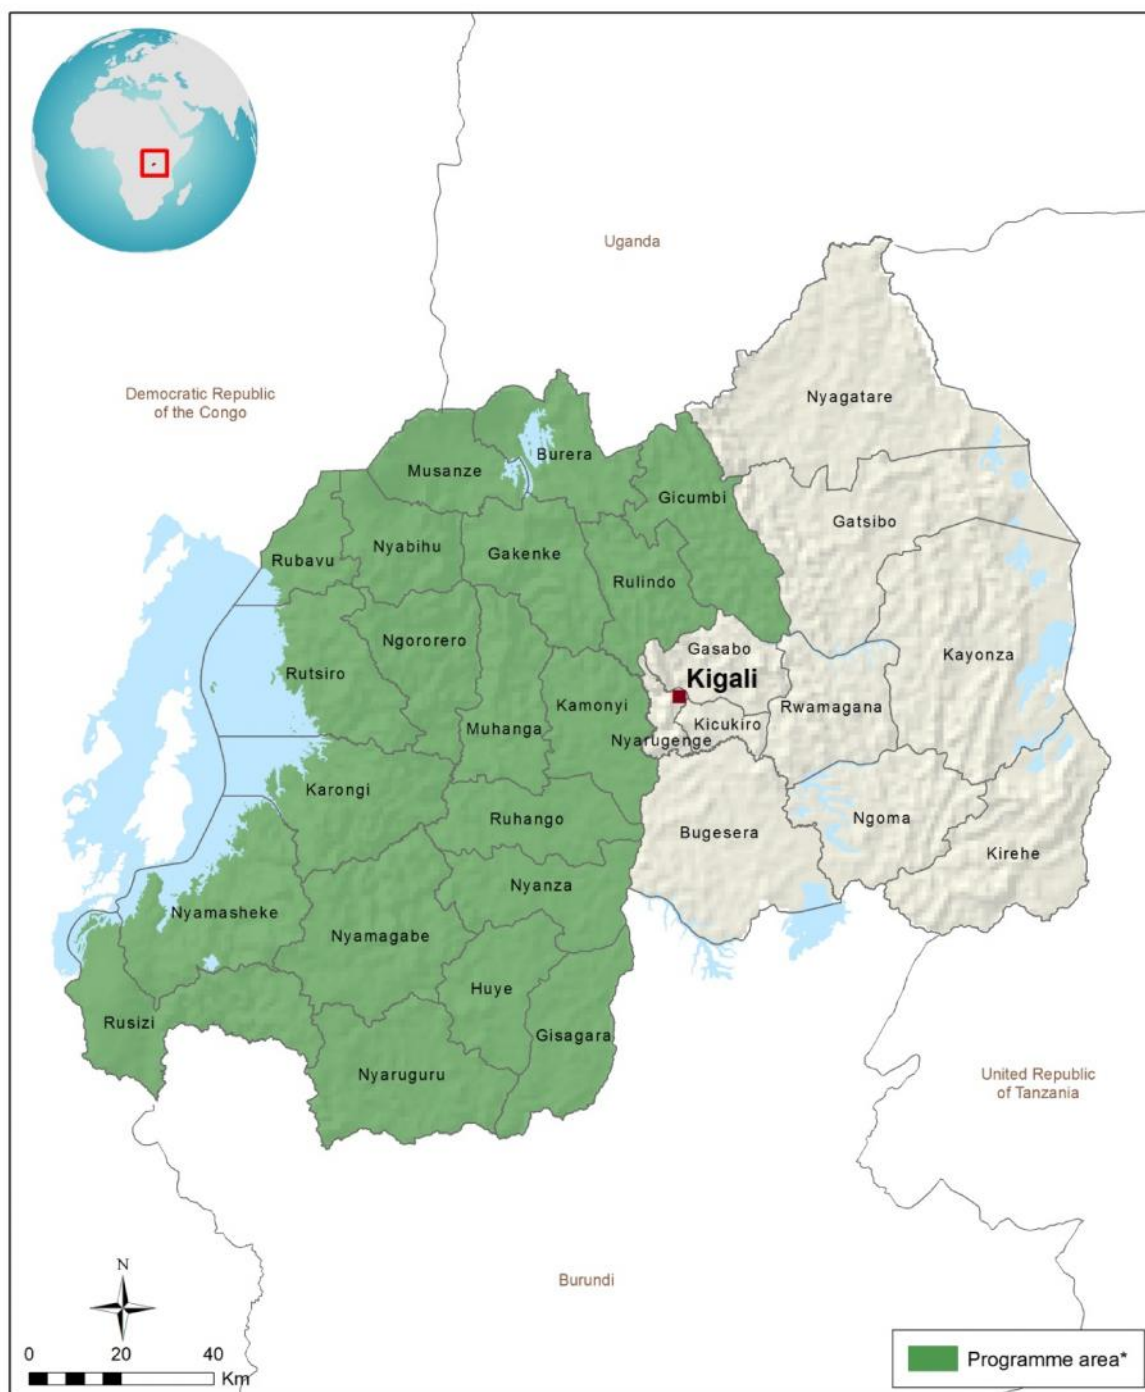 Uganda
Democratic Republic
of the Congo
Nyagatare
Burera
Musanze
Gicumbi
Gatsibo
Nyabihu
Gakenke
Rubavu
Rulindo
Ngororero
Gasabo
Kayonza
Rutsiro
Kigali
Kamonyi
Rwamagana
Kicukiro
Muhanga
Nyarugenge
Karongi
Ruhango
Bugesera
Ngoma
Kirehe
Nyanza
Nyamasheke
Nyamagabe
Huye
Rusizi
Gisagara
Nyaruguru
United Republic
of Tanzania
Burundi
N
0 20 40
Km
Programme area*